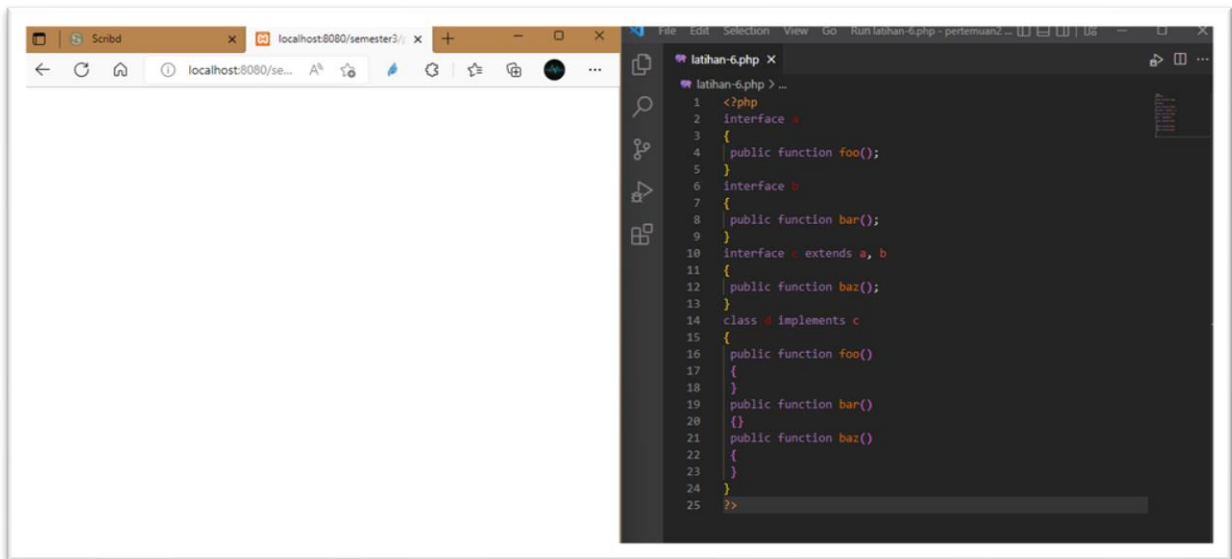 Scribd
localhost:8080/semester3/
localhost:8080/se...
File Edit Selection View Go Run latihan-6.php - pertemuan2 ...
latihan-6.php
latihan-6.php > ...
1 <?php
2 interface a
3 {
4 public function foo();
5 }
6 interface b
7 {
8 public function bar();
9 }
10 interface c extends a, b
11 {
12 public function baz();
13 }
14 class d implements c
15 {
16 public function foo()
17 {
18 }
19 public function bar()
20 {}
21 public function baz()
22 {
23 }
24 }
25 ?>